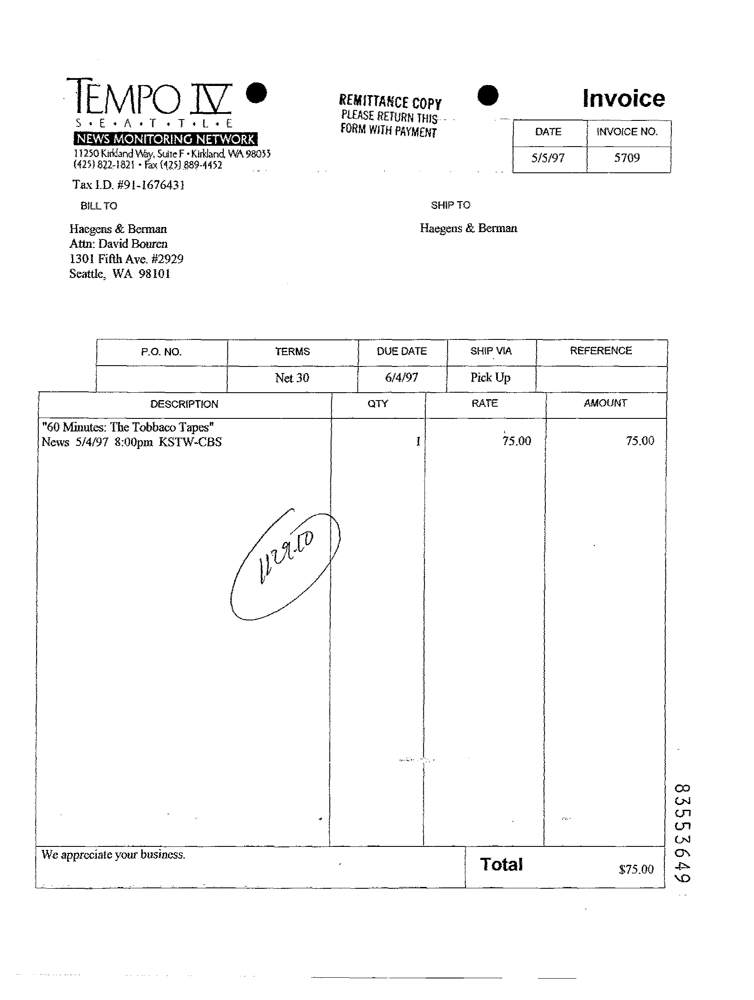 TEMPO IV
S • E • A • T • T • L • E
NEWS MONITORING NETWORK
11250 Kirkland Way, Suite F • Kirkland, WA 98033
(425) 822-1821 • Fax (425) 889-4452
Tax I.D. #91-1676431
REMITTANCE COPY
PLEASE RETURN THIS
FORM WITH PAYMENT
Invoice
DATE INVOICE NO.
5/5/97 5709
BILL TO
Haegens & Berman
Attn: David Bouren
1301 Fifth Ave. #2929
Seattle, WA 98101
SHIP TO
Haegens & Berman
P.O. NO. TERMS DUE DATE SHIP VIA REFERENCE
Net 30 6/4/97 Pick Up
DESCRIPTION QTY RATE AMOUNT
"60 Minutes: The Tobbaco Tapes"
News 5/4/97 8:00pm KSTW-CBS 1 75.00 75.00
We appreciate your business.
Total $75.00
83553649